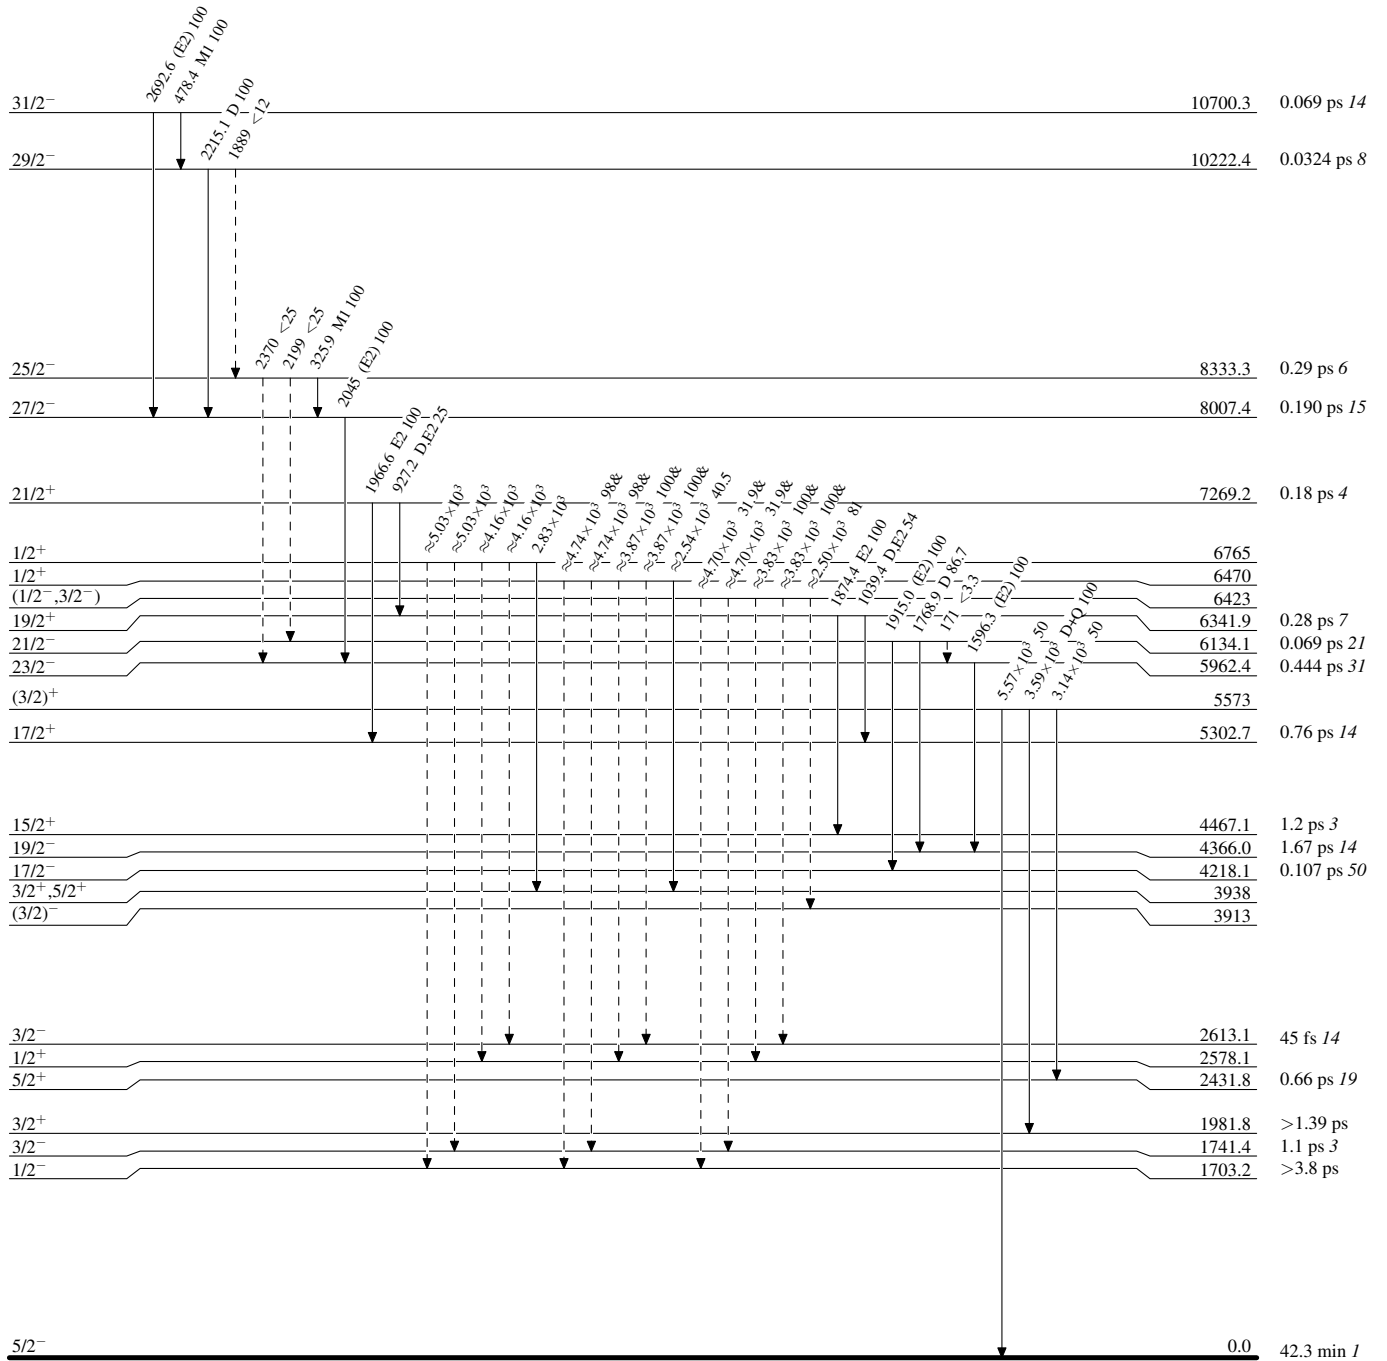 2692.6 (E2) 100
478.4 M1 100
2215.1 D 100
1889 <12
2370 <25
2199 <25
325.9 M1 100
2045 (E2) 100
1966.6 E2 100
927.2 D,E2 25
≈5.03×10³
≈5.03×10³
≈4.16×10³
≈4.16×10³
2.83×10³
≈4.74×10³ 98&
≈4.74×10³ 98&
≈3.87×10³ 100&
≈3.87×10³ 100&
≈2.54×10³ 40.5
≈4.70×10³ 31.9&
≈4.70×10³ 31.9&
≈3.83×10³ 100&
≈3.83×10³ 100&
≈2.50×10³ 81
1874.4 E2 100
1039.4 D,E2 54
1915.0 (E2) 100
1768.9 D 86.7
171 <3.3
1596.3 (E2) 100
5.57×10³ 50
3.59×10³ D+Q 100
3.14×10³ 50
31/2⁻ 10700.3 0.069 ps 14
29/2⁻ 10222.4 0.0324 ps 8
25/2⁻ 8333.3 0.29 ps 6
27/2⁻ 8007.4 0.190 ps 15
21/2⁺ 7269.2 0.18 ps 4
1/2⁺ 6765
1/2⁺ 6470
(1/2⁻,3/2⁻) 6423
19/2⁺ 6341.9 0.28 ps 7
21/2⁻ 6134.1 0.069 ps 21
23/2⁻ 5962.4 0.444 ps 31
(3/2)⁺ 5573
17/2⁺ 5302.7 0.76 ps 14
15/2⁺ 4467.1 1.2 ps 3
19/2⁻ 4366.0 1.67 ps 14
17/2⁻ 4218.1 0.107 ps 50
3/2⁺,5/2⁺ 3938
(3/2)⁻ 3913
3/2⁻ 2613.1 45 fs 14
1/2⁺ 2578.1
5/2⁺ 2431.8 0.66 ps 19
3/2⁺ 1981.8 >1.39 ps
3/2⁻ 1741.4 1.1 ps 3
1/2⁻ 1703.2 >3.8 ps
5/2⁻ 0.0 42.3 min 1